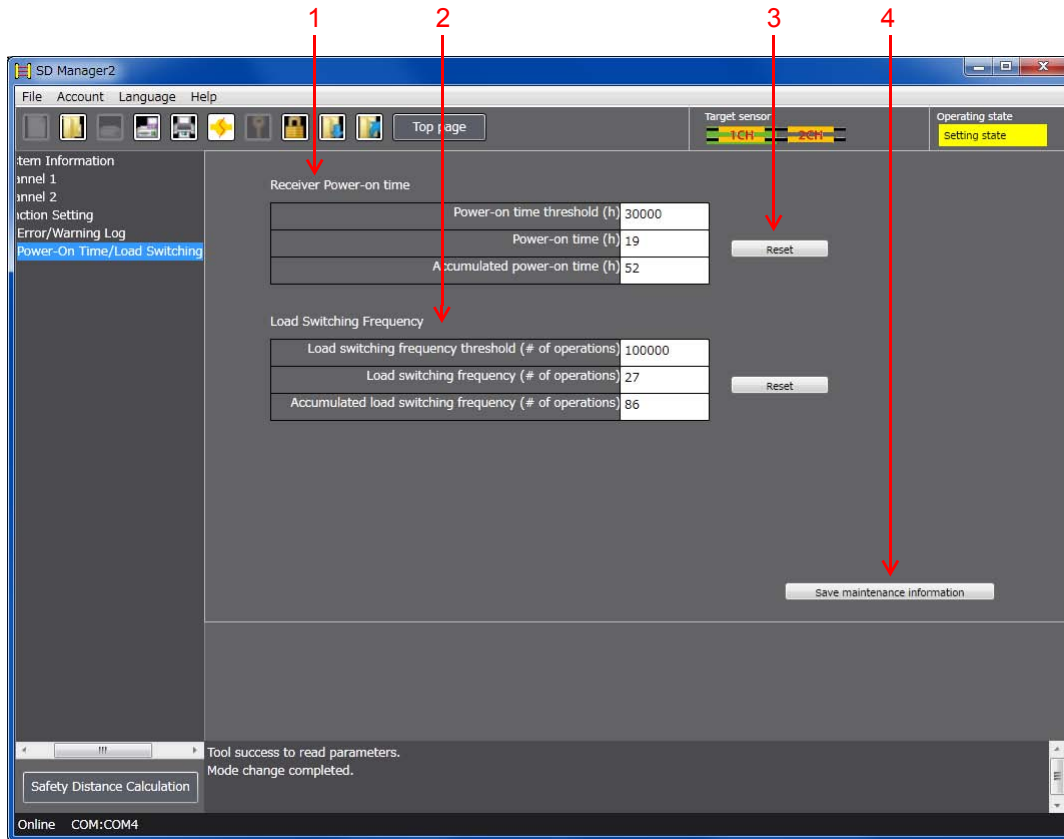 1 2 3 4
SD Manager2
File Account Language Help
Top page
Target sensor
1CH 2CH
Operating state
Setting state
tem Information
annel 1
annel 2
nction Setting
Error/Warning Log
Power-On Time/Load Switching
Receiver Power-on time
Power-on time threshold (h) 30000
Power-on time (h) 19
Reset
Accumulated power-on time (h) 52
Load Switching Frequency
Load switching frequency threshold (# of operations) 100000
Load switching frequency (# of operations) 27
Reset
Accumulated load switching frequency (# of operations) 86
Save maintenance information
Tool success to read parameters.
Mode change completed.
Safety Distance Calculation
Online COM:COM4